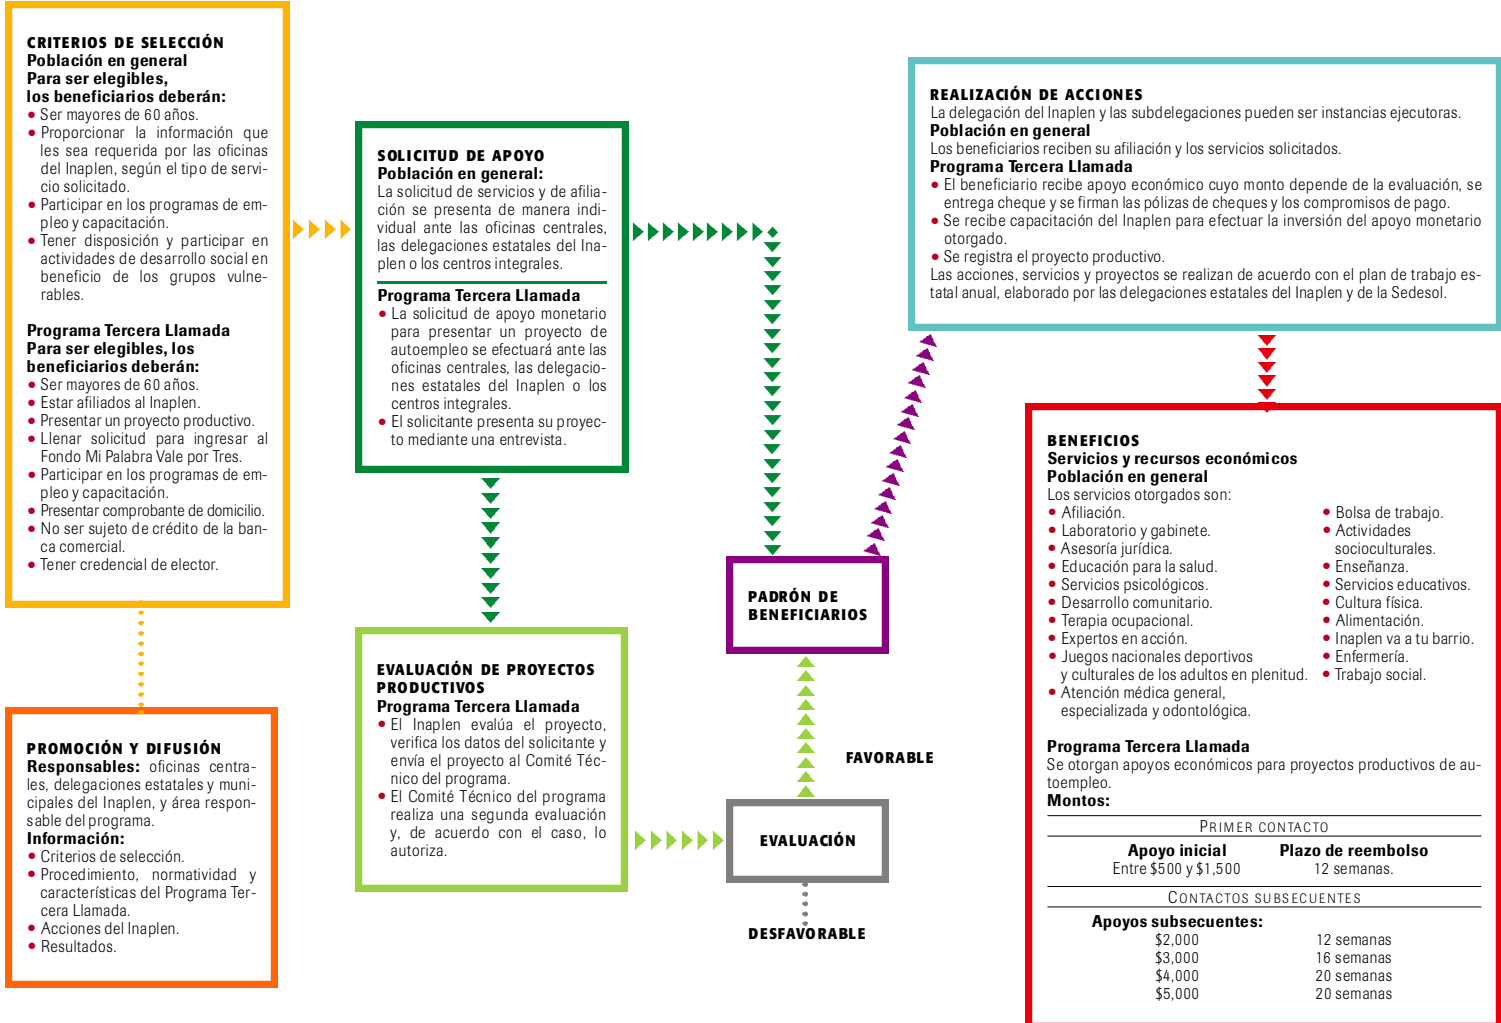 CRITERIOS DE SELECCIÓN
Población en general
Para ser elegibles,
los beneficiarios deberán:
• Ser mayores de 60 años.
• Proporcionar la información que
les sea requerida por las oficinas
del Inaplen, según el tipo de servi-
cio solicitado.
• Participar en los programas de em-
pleo y capacitación.
• Tener disposición y participar en
actividades de desarrollo social en
beneficio de los grupos vulne-
rables.
Programa Tercera Llamada
Para ser elegibles, los
beneficiarios deberán:
• Ser mayores de 60 años.
• Estar afiliados al Inaplen.
• Presentar un proyecto productivo.
• Llenar solicitud para ingresar al
Fondo Mi Palabra Vale por Tres.
• Participar en los programas de em-
pleo y capacitación.
• Presentar comprobante de domicilio.
• No ser sujeto de crédito de la ban-
ca comercial.
• Tener credencial de elector.
PROMOCIÓN Y DIFUSIÓN
Responsables: oficinas centra-
les, delegaciones estatales y muni-
cipales del Inaplen, y área respon-
sable del programa.
Información:
• Criterios de selección.
• Procedimiento, normatividad y
características del Programa Ter-
cera Llamada.
• Acciones del Inaplen.
• Resultados.
SOLICITUD DE APOYO
Población en general:
La solicitud de servicios y de afilia-
ción se presenta de manera indi-
vidual ante las oficinas centrales,
las delegaciones estatales del Ina-
plen o los centros integrales.
Programa Tercera Llamada
• La solicitud de apoyo monetario
para presentar un proyecto de
autoempleo se efectuará ante las
oficinas centrales, las delegacio-
nes estatales del Inaplen o los
centros integrales.
• El solicitante presenta su proyec-
to mediante una entrevista.
EVALUACIÓN DE PROYECTOS
PRODUCTIVOS
Programa Tercera Llamada
• El Inaplen evalúa el proyecto,
verifica los datos del solicitante y
envía el proyecto al Comité Téc-
nico del programa.
• El Comité Técnico del programa
realiza una segunda evaluación
y, de acuerdo con el caso, lo
autoriza.
PADRÓN DE
BENEFICIARIOS
FAVORABLE
EVALUACIÓN
DESFAVORABLE
REALIZACIÓN DE ACCIONES
La delegación del Inaplen y las subdelegaciones pueden ser instancias ejecutoras.
Población en general
Los beneficiarios reciben su afiliación y los servicios solicitados.
Programa Tercera Llamada
• El beneficiario recibe apoyo económico cuyo monto depende de la evaluación, se
entrega cheque y se firman las pólizas de cheques y los compromisos de pago.
• Se recibe capacitación del Inaplen para efectuar la inversión del apoyo monetario
otorgado.
• Se registra el proyecto productivo.
Las acciones, servicios y proyectos se realizan de acuerdo con el plan de trabajo es-
tatal anual, elaborado por las delegaciones estatales del Inaplen y de la Sedesol.
BENEFICIOS
Servicios y recursos económicos
Población en general
Los servicios otorgados son:
• Afiliación.
• Laboratorio y gabinete.
• Asesoría jurídica.
• Educación para la salud.
• Servicios psicológicos.
• Desarrollo comunitario.
• Terapia ocupacional.
• Expertos en acción.
• Juegos nacionales deportivos
y culturales de los adultos en plenitud.
• Atención médica general,
especializada y odontológica.
• Bolsa de trabajo.
• Actividades
socioculturales.
• Enseñanza.
• Servicios educativos.
• Cultura física.
• Alimentación.
• Inaplen va a tu barrio.
• Enfermería.
• Trabajo social.
Programa Tercera Llamada
Se otorgan apoyos económicos para proyectos productivos de au-
toempleo.
Montos:
PRIMER CONTACTO
Apoyo inicial Plazo de reembolso
Entre $500 y $1,500 12 semanas.
CONTACTOS SUBSECUENTES
Apoyos subsecuentes:
$2,000 12 semanas
$3,000 16 semanas
$4,000 20 semanas
$5,000 20 semanas